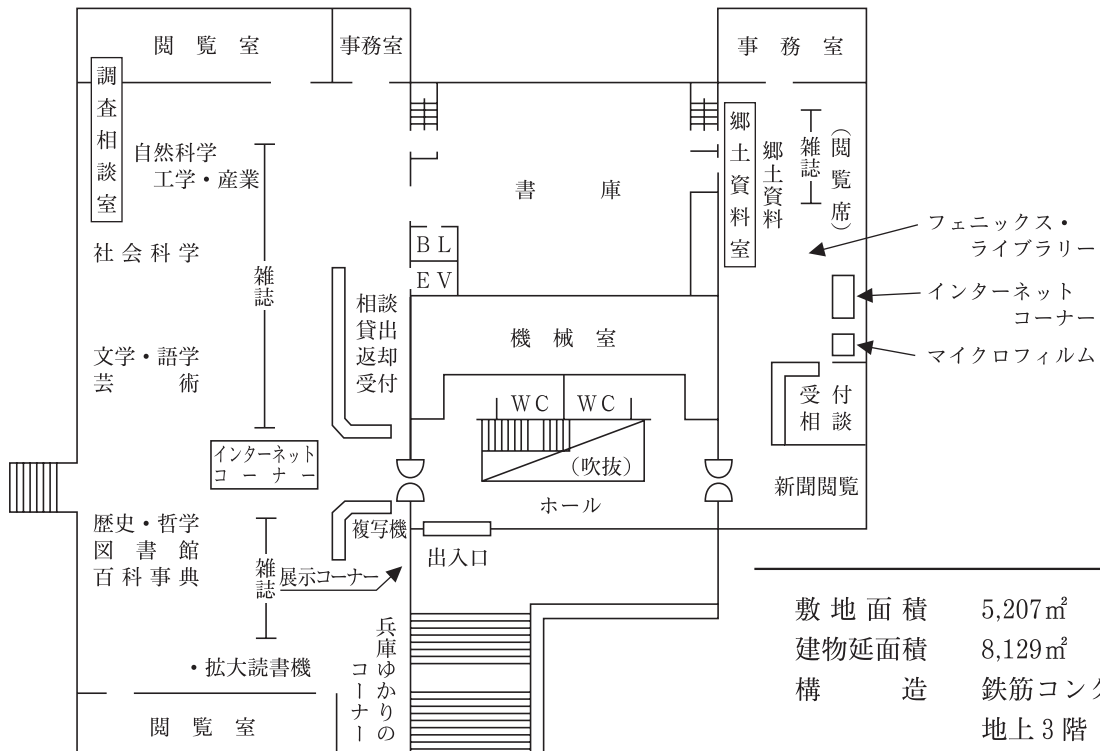 閲覧室
事務室
事務室
調査相談室
自然科学
工学・産業
社会科学
文学・語学
芸術
雑誌
インターネット
コーナー
歴史・哲学
図書館
百科事典
雑誌
展示コーナー
・拡大読書機
閲覧室
兵庫ゆかりの
コーナー
相談
貸出
返却
受付
複写機
書庫
BL
EV
機械室
WC
WC
(吹抜)
ホール
出入口
郷土資料室
郷土資料
雑誌
(閲覧席)
フェニックス・
ライブラリー
インターネット
コーナー
マイクロフィルム
受付
相談
新聞閲覧
敷地面積 5,207㎡
建物延面積 8,129㎡
構造 鉄筋コンク
地上3階